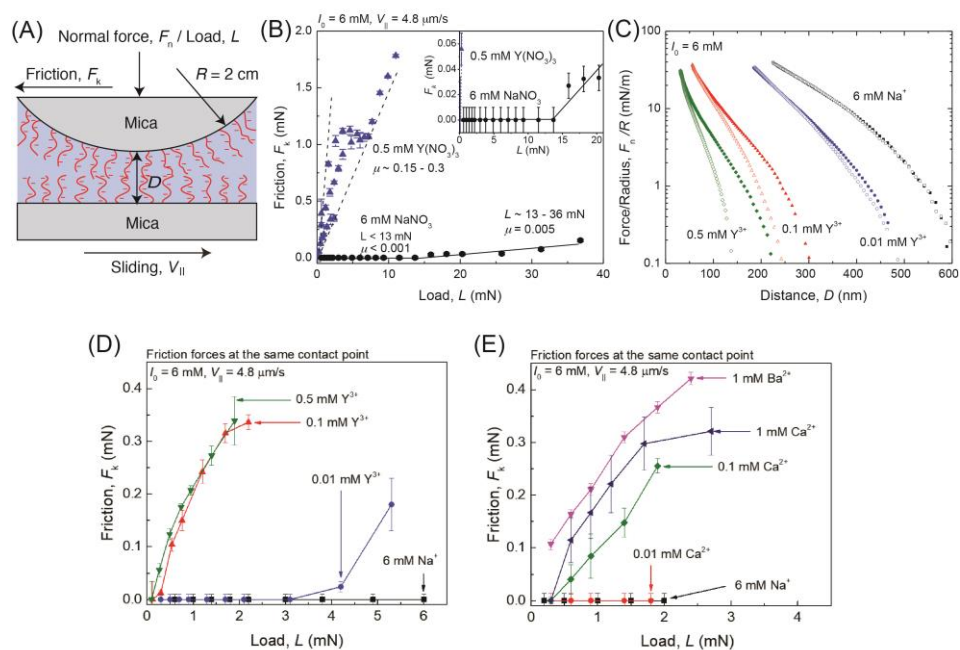 (A)
Normal force, Fₙ / Load, L
Friction, Fₖ
R = 2 cm
Mica
D
Mica
Sliding, V||
(B)
I₀ = 6 mM, V|| = 4.8 μm/s
Friction, Fₖ (mN)
2.0
1.5
1.0
0.5
0.0
0.5 mM Y(NO₃)₃
μ ~ 0.15 - 0.3
6 mM NaNO₃
L < 13 mN
μ < 0.001
L ~ 13 - 36 mN
μ = 0.005
0 10 20 30 40
Load, L (mN)
Fₖ (mN)
0.5 mM Y(NO₃)₃
6 mM NaNO₃
0 5 10 15 20
L (mN)
(C)
I₀ = 6 mM
Force/Radius, Fₙ/R (mN/m)
100
10
1
0.1
6 mM Na⁺
0.5 mM Y³⁺
0.1 mM Y³⁺
0.01 mM Y³⁺
0 100 200 300 400 500 600
Distance, D (nm)
(D)
Friction forces at the same contact point
I₀ = 6 mM, V|| = 4.8 μm/s
Friction, Fₖ (mN)
0.4
0.3
0.2
0.1
0.0
0.5 mM Y³⁺
0.1 mM Y³⁺
0.01 mM Y³⁺
6 mM Na⁺
0 1 2 3 4 5 6
Load, L (mN)
(E)
Friction forces at the same contact point
I₀ = 6 mM, V|| = 4.8 μm/s
Friction, Fₖ (mN)
0.4
0.3
0.2
0.1
0.0
1 mM Ba²⁺
1 mM Ca²⁺
0.1 mM Ca²⁺
0.01 mM Ca²⁺
6 mM Na⁺
0 1 2 3 4
Load, L (mN)